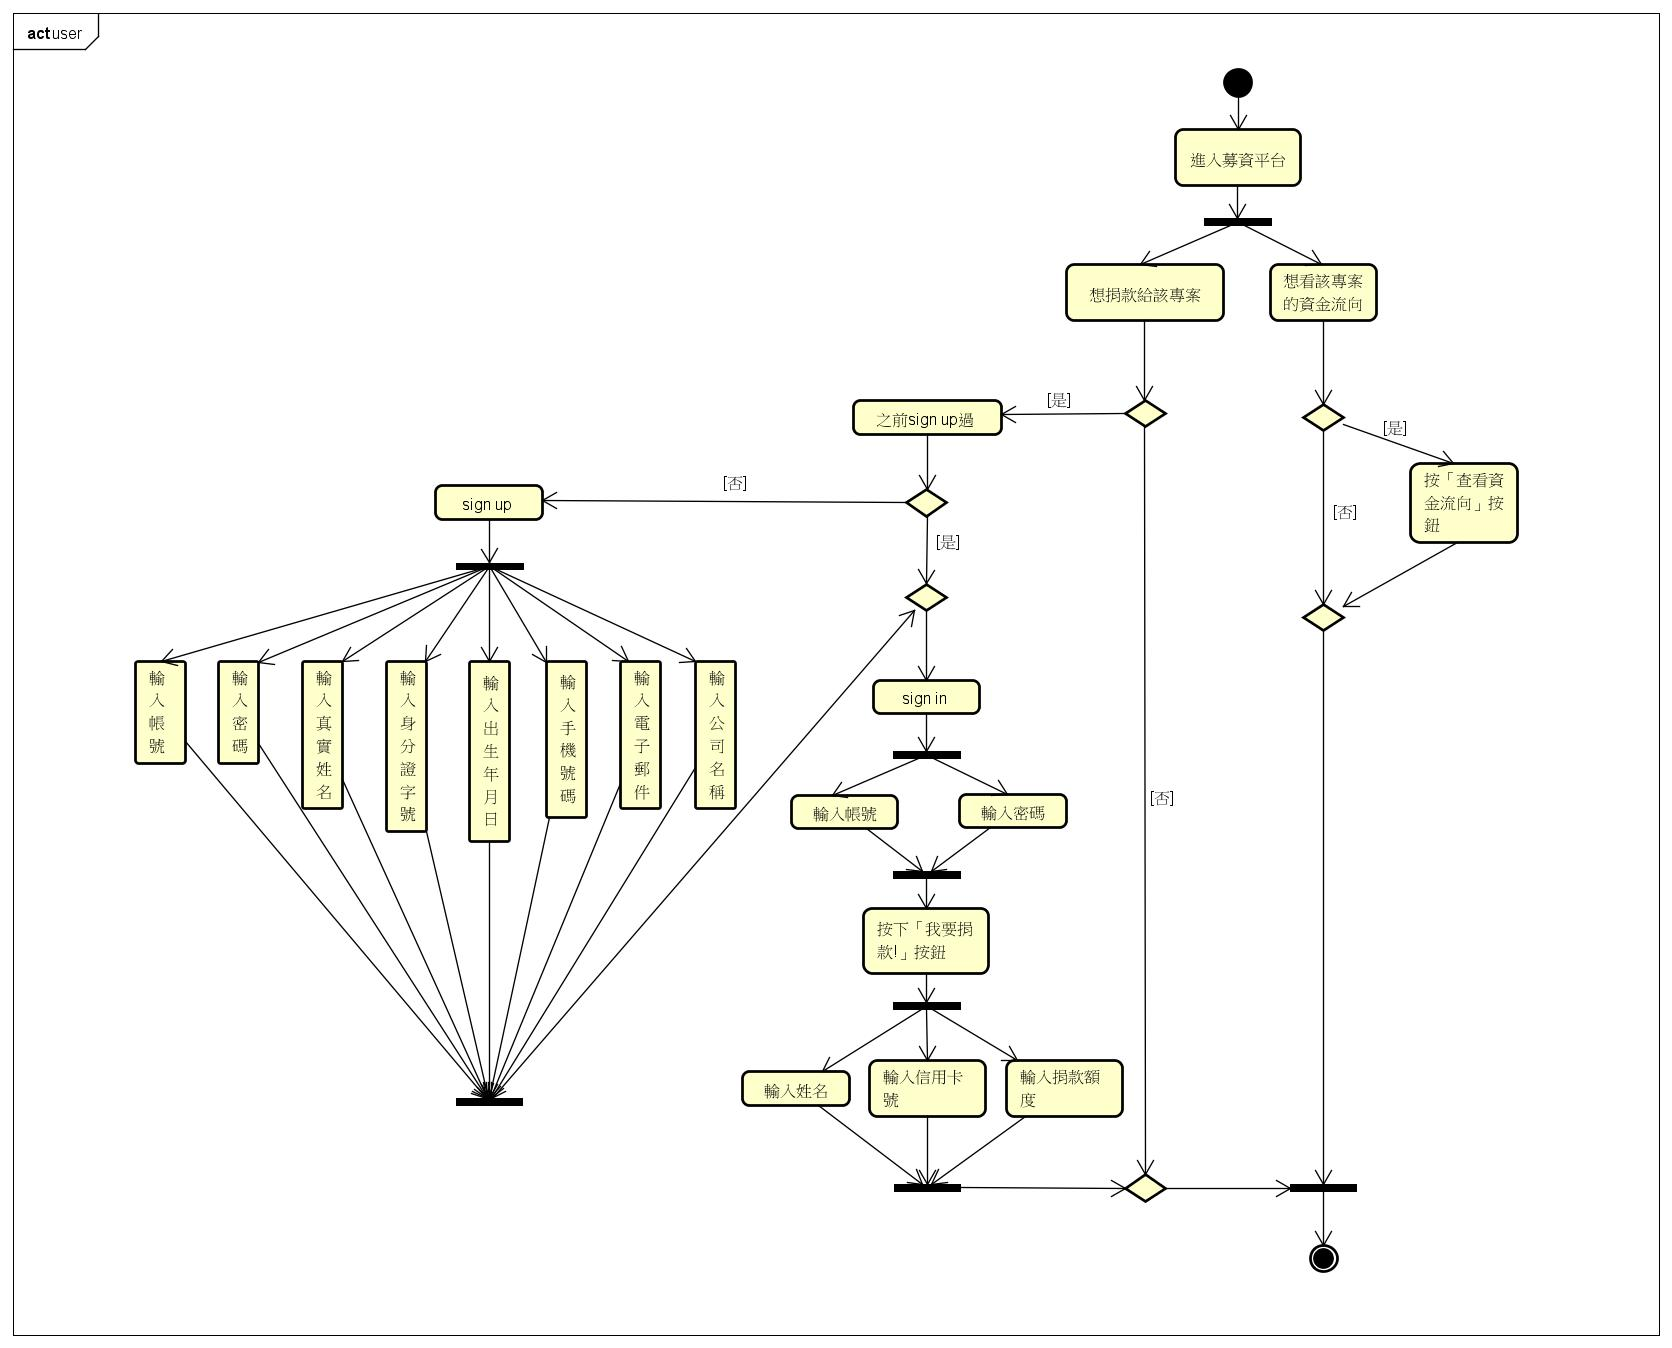 act user
進入募資平台
想捐款給該專案
想看該專案
的資金流向
[是]
之前sign up過
[是]
按「查看資
金流向」按
鈕
[否]
sign up
[否]
[是]
輸
入
帳
號
輸
入
密
碼
輸
入
真
實
姓
名
輸
入
身
分
證
字
號
輸
入
出
生
年
月
日
輸
入
手
機
號
碼
輸
入
電
子
郵
件
輸
入
公
司
名
稱
sign in
輸入帳號
輸入密碼
[否]
按下「我要捐
款!」按鈕
輸入姓名
輸入信用卡
號
輸入捐款額
度